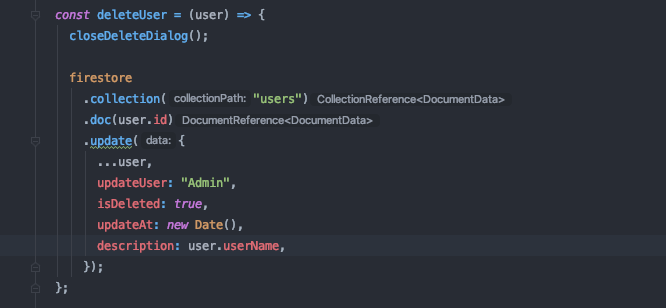 const deleteUser = (user) => {
closeDeleteDialog();
firestore
.collection( collectionPath: "users") CollectionReference<DocumentData>
.doc(user.id) DocumentReference<DocumentData>
.update( data: {
...user,
updateUser: "Admin",
isDeleted: true,
updateAt: new Date(),
description: user.userName,
});
};